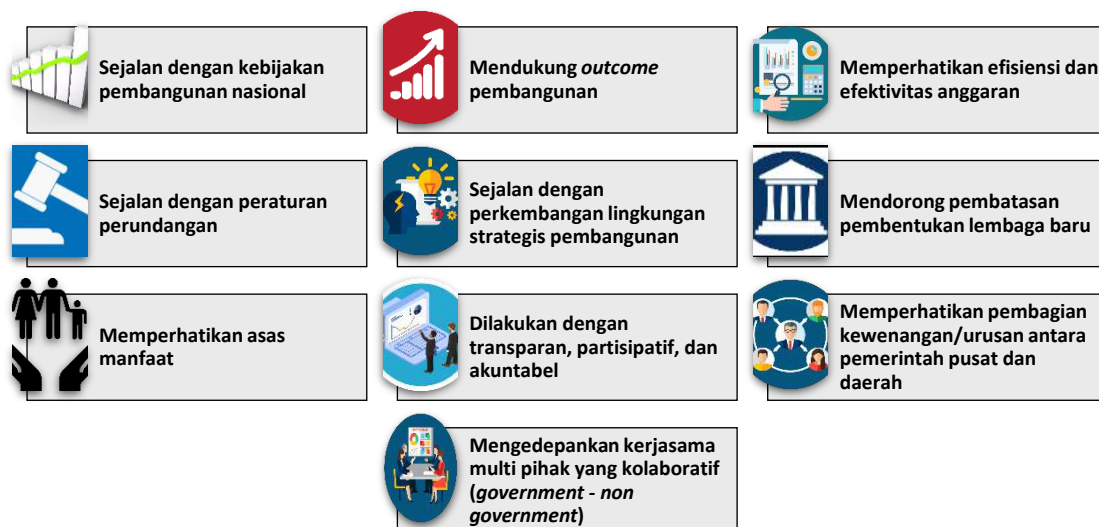 Sejalan dengan kebijakan
pembangunan nasional
Mendukung outcome
pembangunan
Memperhatikan efisiensi dan
efektivitas anggaran
Sejalan dengan peraturan
perundangan
Sejalan dengan
perkembangan lingkungan
strategis pembangunan
Mendorong pembatasan
pembentukan lembaga baru
Memperhatikan asas
manfaat
Dilakukan dengan
transparan, partisipatif, dan
akuntabel
Memperhatikan pembagian
kewenangan/urusan antara
pemerintah pusat dan
daerah
Mengedepankan kerjasama
multi pihak yang kolaboratif
(government - non
government)